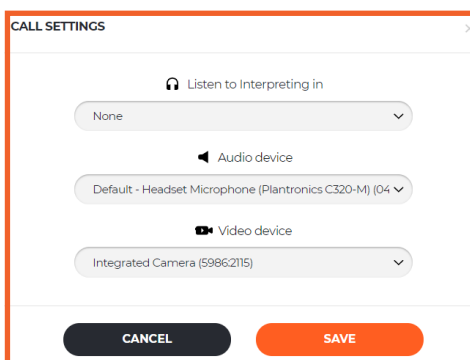 CALL SETTINGS
Listen to Interpreting in
None
Audio device
Default - Headset Microphone (Plantronics C320-M) (04
Video device
Integrated Camera (5986:2115)
CANCEL
SAVE